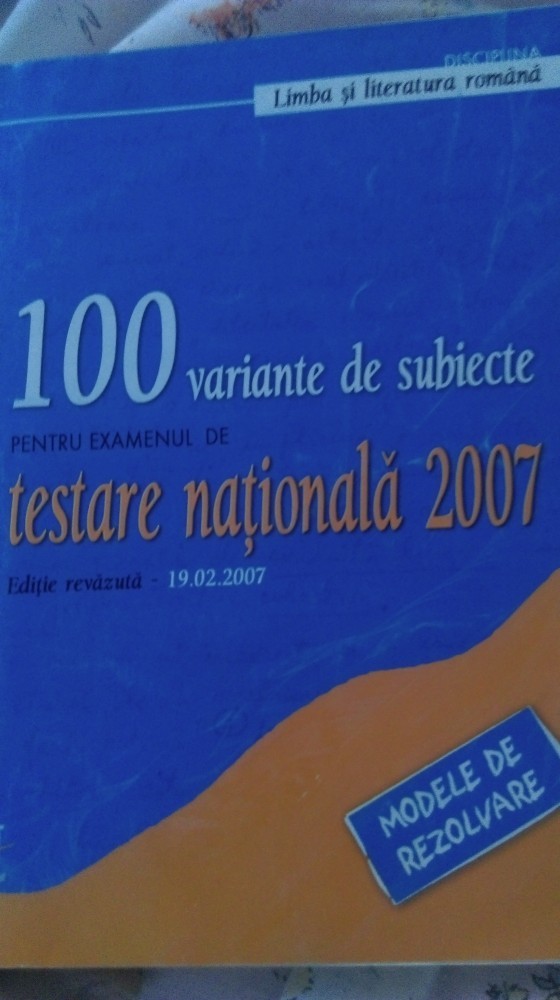 DISCIPLINA
Limba și literatura română
100 variante de subiecte
PENTRU EXAMENUL DE
testare națională 2007
Ediție revăzută - 19.02.2007
MODELE DE
REZOLVARE